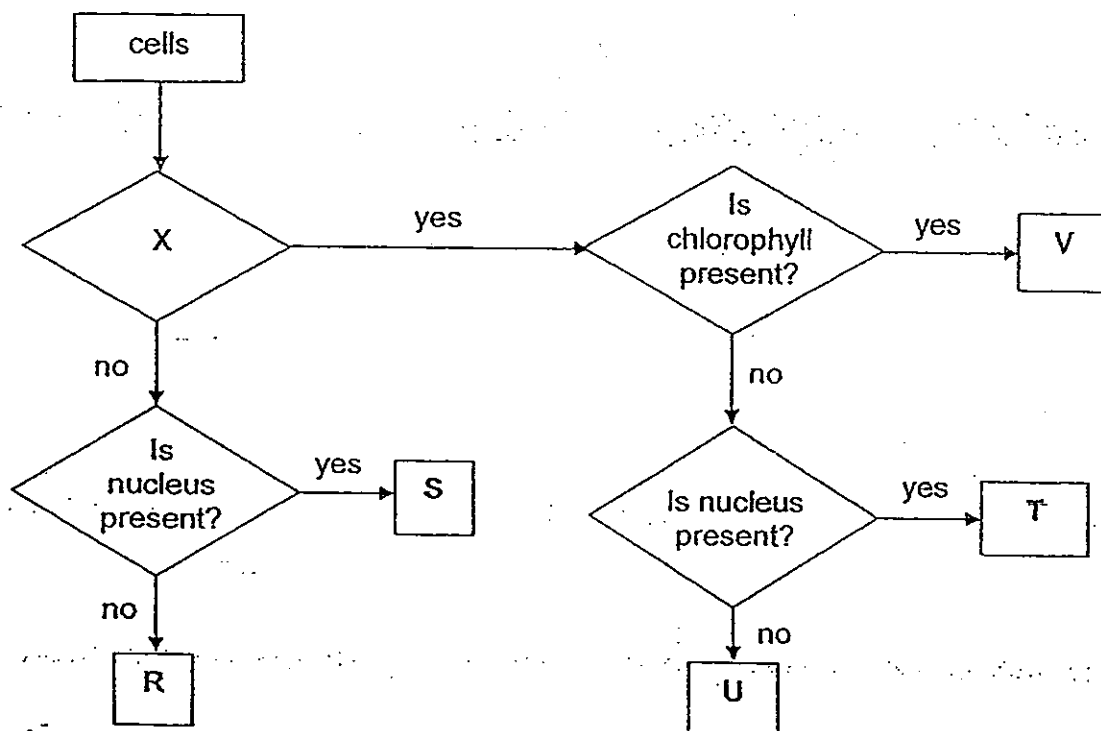 cells
X
yes
Is
chlorophyll
present?
yes
V
no
no
Is
nucleus
present?
yes
S
Is nucleus
present?
yes
T
no
R
no
U